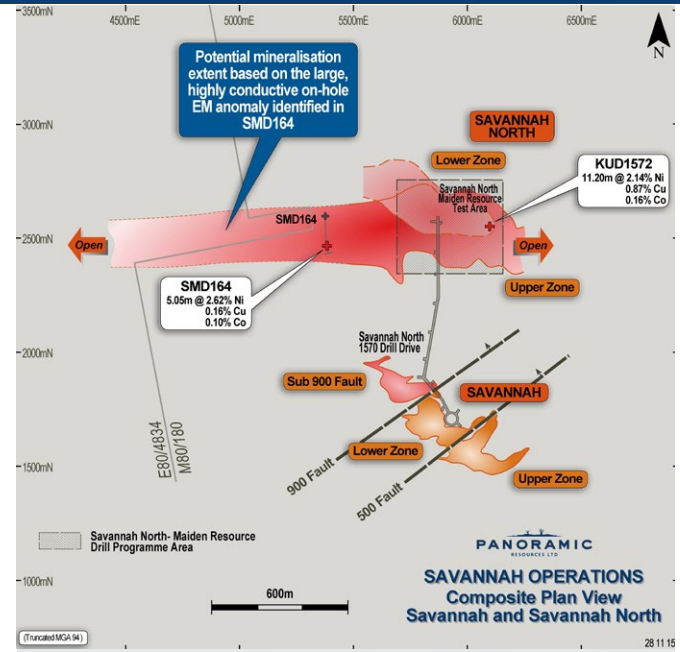 3500mN
4500mE
5000mE
5500mE
6000mE
6500mE
N
Potential mineralisation
extent based on the large,
highly conductive on-hole
EM anomaly identified in
SMD164
3000mN
SAVANNAH
NORTH
Lower Zone
KUD1572
11.20m @ 2.14% Ni
0.87% Cu
0.16% Co
Savannah North
Maiden Resource
Test Area
SMD164
2500mN
Open
Open
SMD164
5.05m @ 2.62% Ni
0.16% Cu
0.10% Co
Upper Zone
Savannah North
1570 Drill Drive
2000mN
Sub 900 Fault
SAVANNAH
E80/4834
M80/180
Lower Zone
900 Fault
500 Fault
Upper Zone
1500mN
Savannah North- Maiden Resource
Drill Programme Area
PANORAMIC
RESOURCES LTD
SAVANNAH OPERATIONS
Composite Plan View
Savannah and Savannah North
1000mN
600m
(Truncated MGA 94)
28 11 15